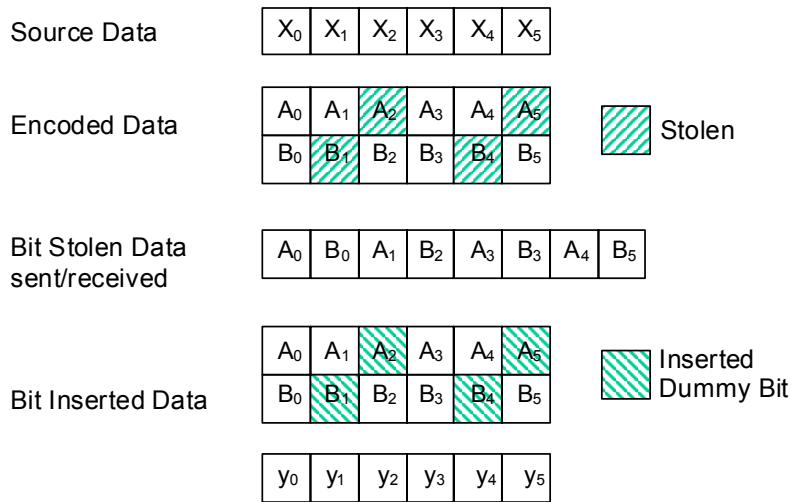 Source Data X₀ X₁ X₂ X₃ X₄ X₅
Encoded Data
A₀ A₁ A₂ A₃ A₄ A₅
B₀ B₁ B₂ B₃ B₄ B₅
Stolen
Bit Stolen Data
sent/received
A₀ B₀ A₁ B₂ A₃ B₃ A₄ B₅
Bit Inserted Data
A₀ A₁ A₂ A₃ A₄ A₅
B₀ B₁ B₂ B₃ B₄ B₅
Inserted
Dummy Bit
y₀ y₁ y₂ y₃ y₄ y₅